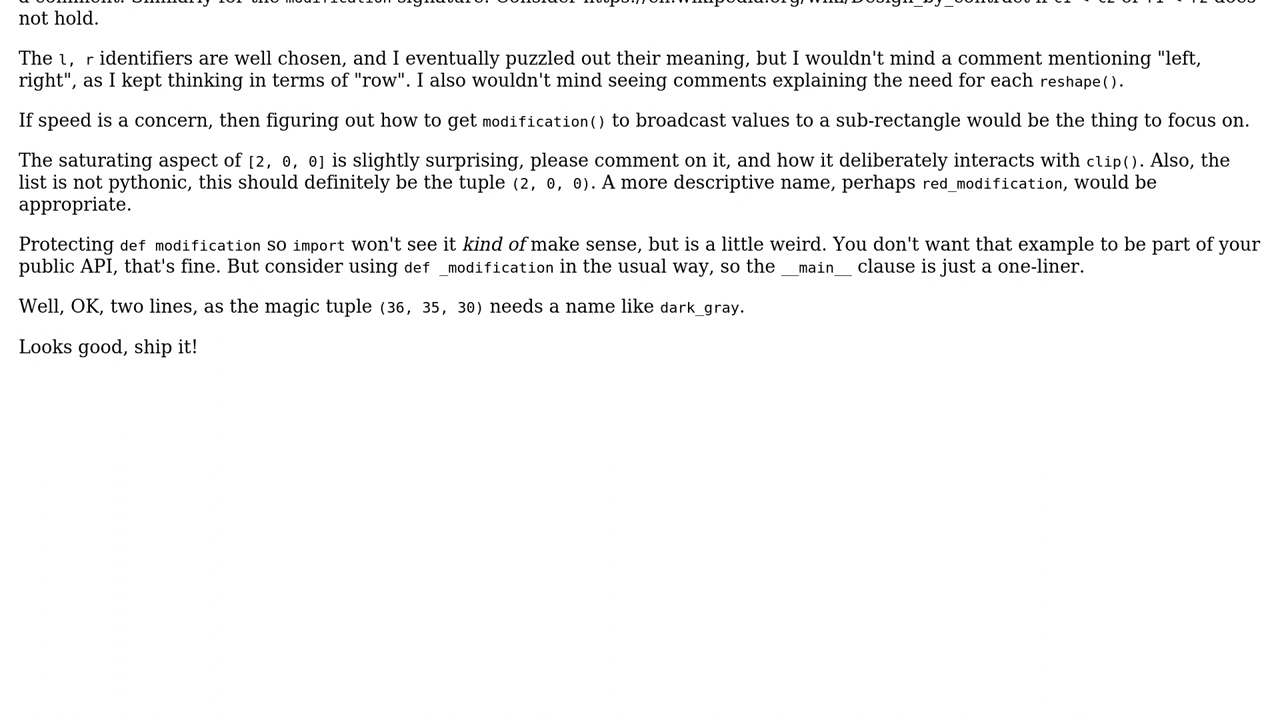 not hold.
The l, r identifiers are well chosen, and I eventually puzzled out their meaning, but I wouldn't mind a comment mentioning "left,
right", as I kept thinking in terms of "row". I also wouldn't mind seeing comments explaining the need for each reshape().
If speed is a concern, then figuring out how to get modification() to broadcast values to a sub-rectangle would be the thing to focus on.
The saturating aspect of [2, 0, 0] is slightly surprising, please comment on it, and how it deliberately interacts with clip(). Also, the
list is not pythonic, this should definitely be the tuple (2, 0, 0). A more descriptive name, perhaps red_modification, would be
appropriate.
Protecting def modification so import won't see it kind of make sense, but is a little weird. You don't want that example to be part of your
public API, that's fine. But consider using def _modification in the usual way, so the __main__ clause is just a one-liner.
Well, OK, two lines, as the magic tuple (36, 35, 30) needs a name like dark_gray.
Looks good, ship it!